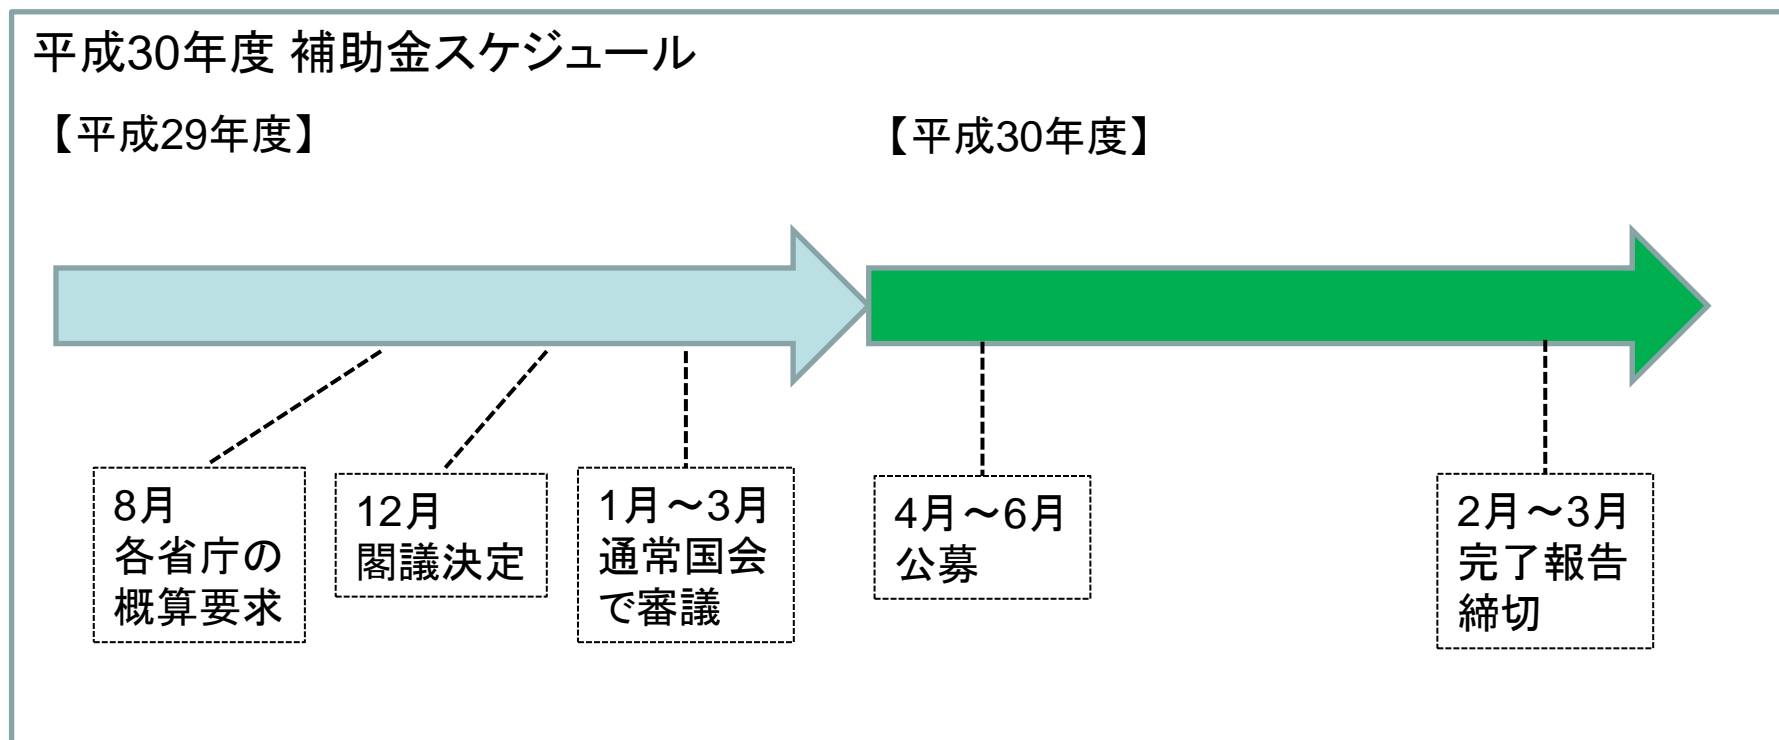 平成30年度 補助金スケジュール
【平成29年度】
【平成30年度】
8月
各省庁の
概算要求
12月
閣議決定
1月～3月
通常国会
で審議
4月～6月
公募
2月～3月
完了報告
締切